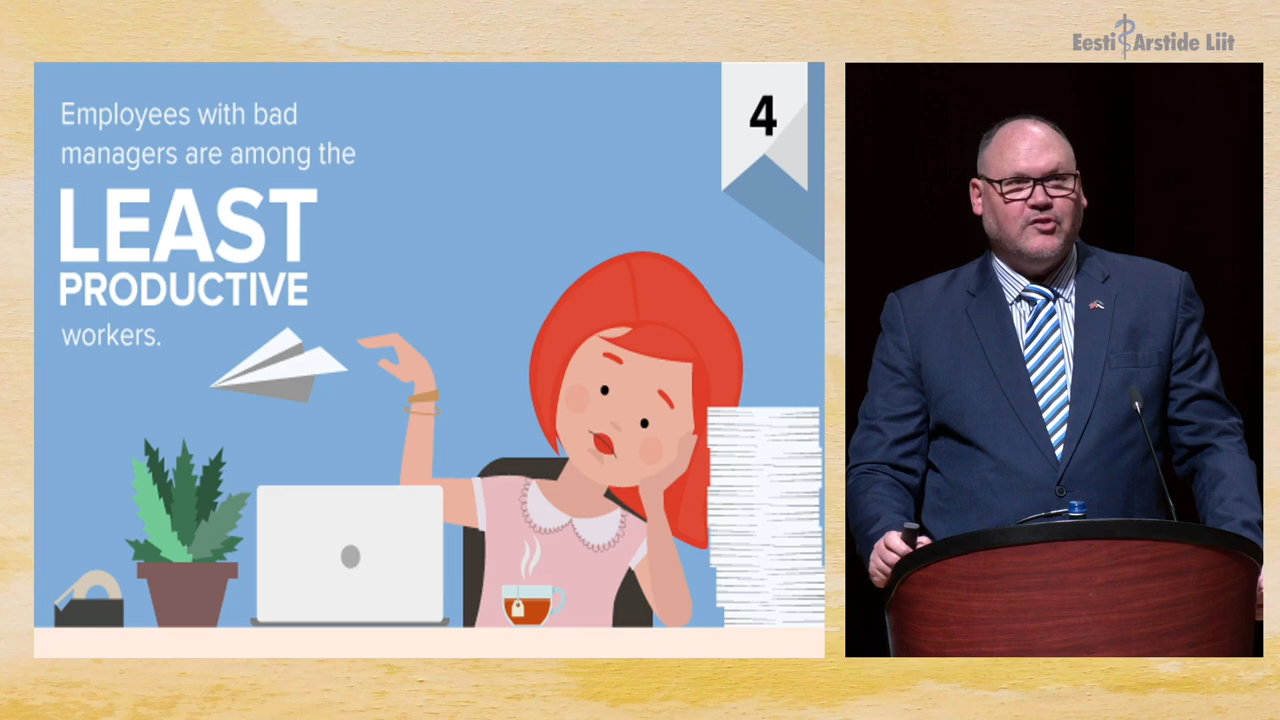 Eesti Arstide Liit
Employees with bad
managers are among the
LEAST
PRODUCTIVE
workers.
4